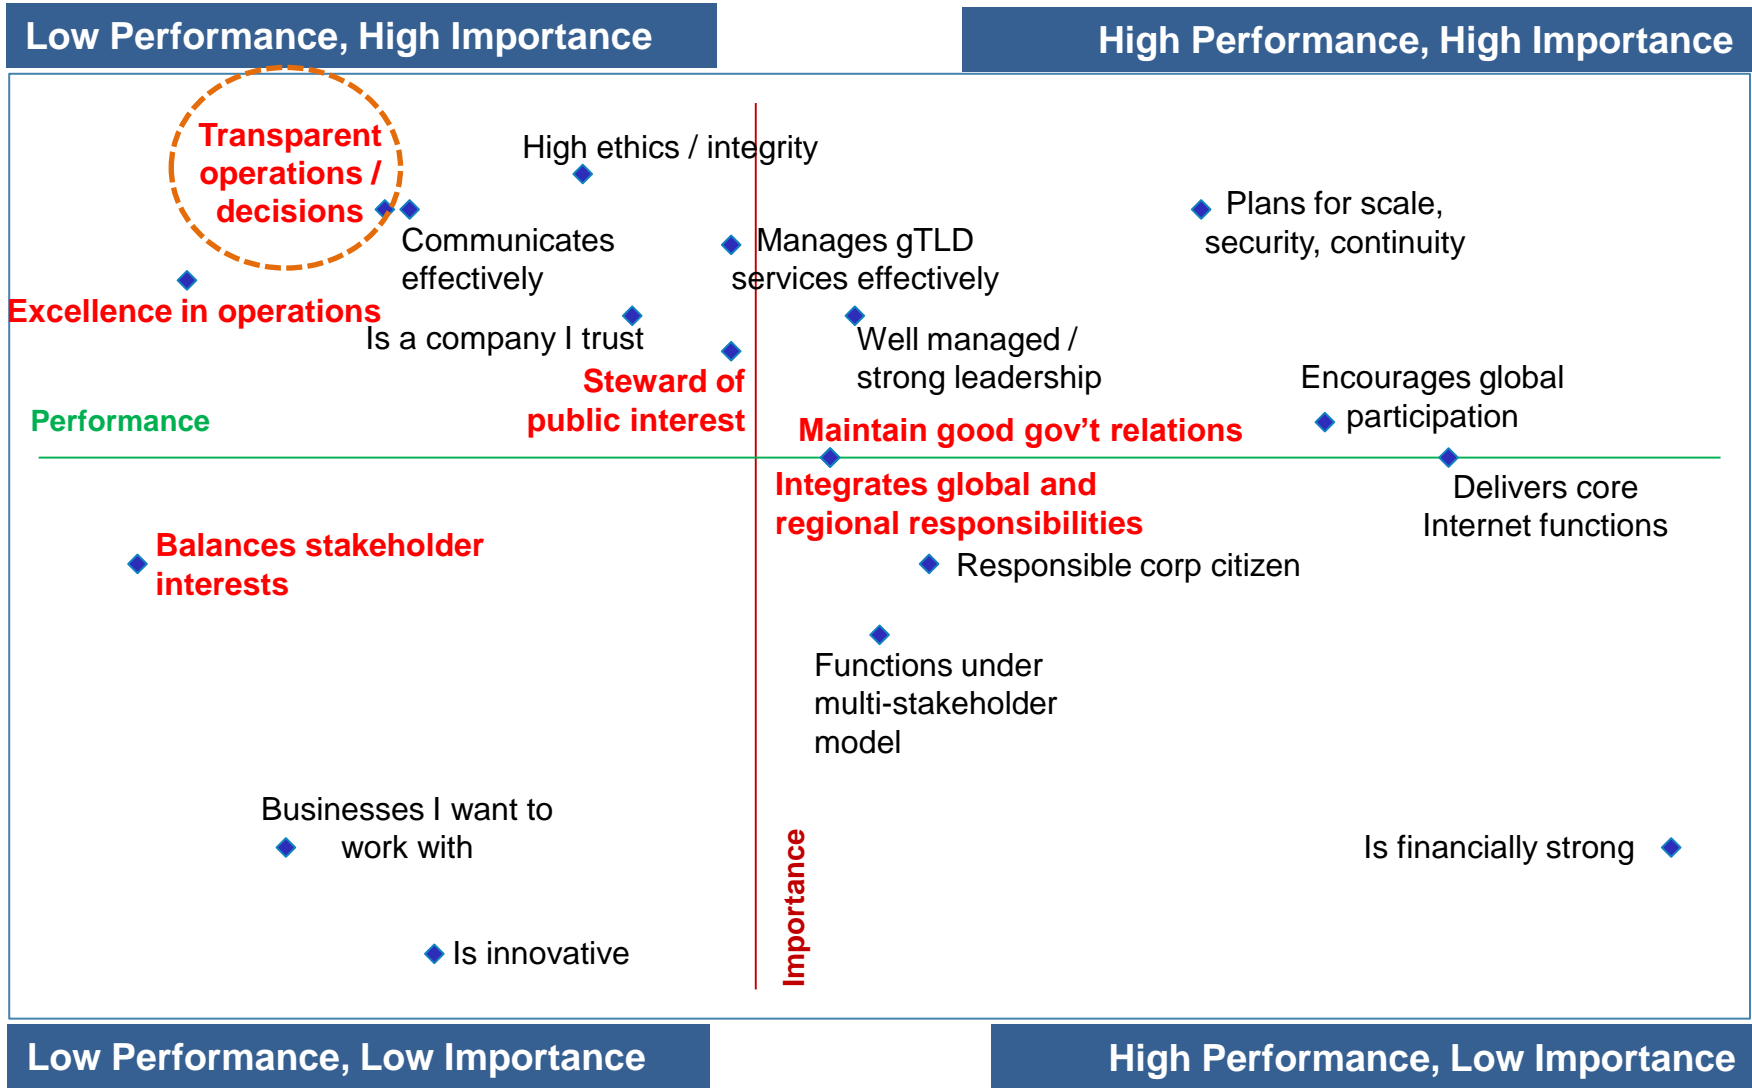 Low Performance, High Importance
High Performance, High Importance
Transparent
operations /
decisions
High ethics / integrity
Plans for scale,
security, continuity
Communicates
effectively
Manages gTLD
services effectively
Excellence in operations
Is a company I trust
Well managed /
strong leadership
Steward of
public interest
Encourages global
participation
Performance
Maintain good gov’t relations
Integrates global and
regional responsibilities
Delivers core
Internet functions
Balances stakeholder
interests
Responsible corp citizen
Functions under
multi-stakeholder
model
Businesses I want to
work with
Importance
Is financially strong
Is innovative
Low Performance, Low Importance
High Performance, Low Importance